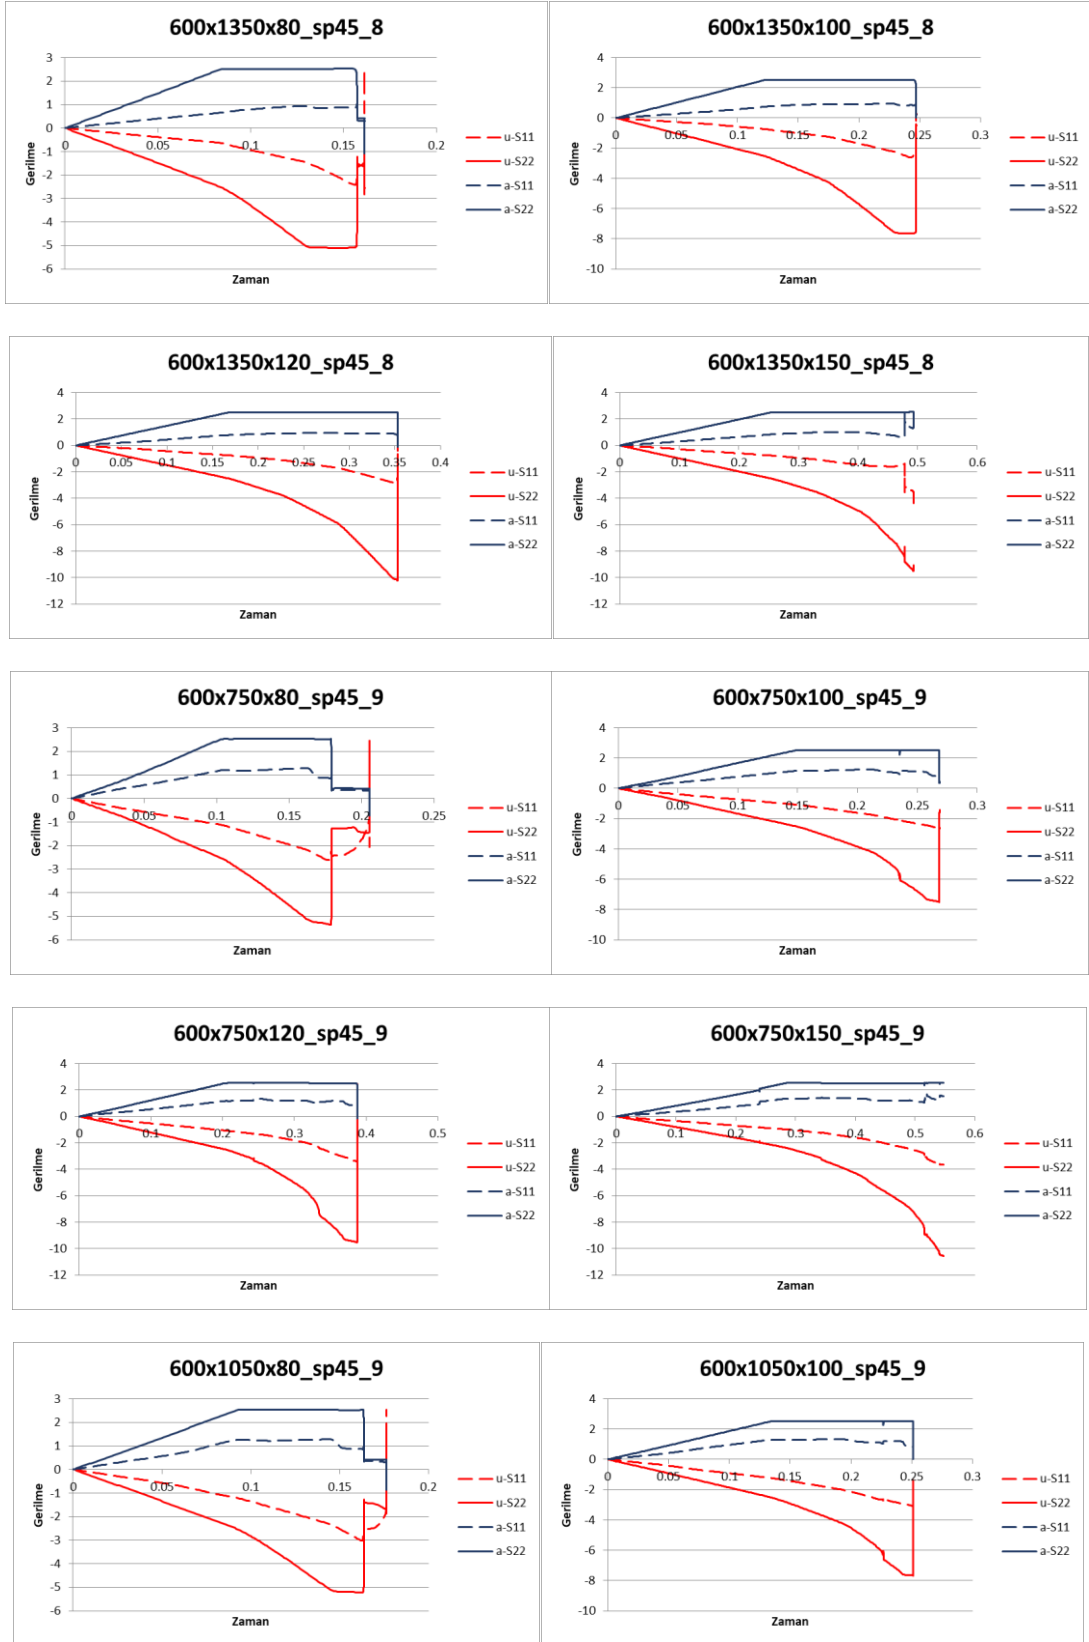 600x1350x80_sp45_8
3
2
1
0
-1
-2
-3
-4
-5
-6
0
0.05
0.1
0.15
0.2
Gerilme
Zaman
u-S11
u-S22
a-S11
a-S22
600x1350x100_sp45_8
4
2
0
-2
-4
-6
-8
-10
0
0.05
0.1
0.15
0.2
0.25
0.3
Gerilme
Zaman
u-S11
u-S22
a-S11
a-S22
600x1350x120_sp45_8
4
2
0
-2
-4
-6
-8
-10
-12
0
0.05
0.1
0.15
0.2
0.25
0.3
0.35
0.4
Gerilme
Zaman
u-S11
u-S22
a-S11
a-S22
600x1350x150_sp45_8
4
2
0
-2
-4
-6
-8
-10
-12
0
0.1
0.2
0.3
0.4
0.5
0.6
Gerilme
Zaman
u-S11
u-S22
a-S11
a-S22
600x750x80_sp45_9
3
2
1
0
-1
-2
-3
-4
-5
-6
0
0.05
0.1
0.15
0.2
0.25
Gerilme
Zaman
u-S11
u-S22
a-S11
a-S22
600x750x100_sp45_9
4
2
0
-2
-4
-6
-8
-10
0
0.05
0.1
0.15
0.2
0.25
0.3
Gerilme
Zaman
u-S11
u-S22
a-S11
a-S22
600x750x120_sp45_9
4
2
0
-2
-4
-6
-8
-10
-12
0
0.1
0.2
0.3
0.4
0.5
Gerilme
Zaman
u-S11
u-S22
a-S11
a-S22
600x750x150_sp45_9
4
2
0
-2
-4
-6
-8
-10
-12
0
0.1
0.2
0.3
0.4
0.5
0.6
Gerilme
Zaman
u-S11
u-S22
a-S11
a-S22
600x1050x80_sp45_9
3
2
1
0
-1
-2
-3
-4
-5
-6
0
0.05
0.1
0.15
0.2
Gerilme
Zaman
u-S11
u-S22
a-S11
a-S22
600x1050x100_sp45_9
4
2
0
-2
-4
-6
-8
-10
0
0.05
0.1
0.15
0.2
0.25
0.3
Gerilme
Zaman
u-S11
u-S22
a-S11
a-S22